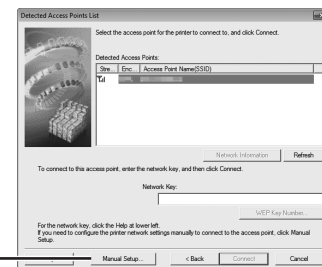 Detected Access Points List
Select the access point for the printer to connect to, and click Connect.
Detected Access Points:
Stre... Enc... Access Point Name(SSID)
Network Information Refresh
To connect to this access point, enter the network key, and then click Connect.
Network Key:
WEP Key Number...
For the network key, click the Help at lower left.
If you need to configure the printer network settings manually to connect to the access point, click Manual
Setup.
Manual Setup... < Back Connect Cancel